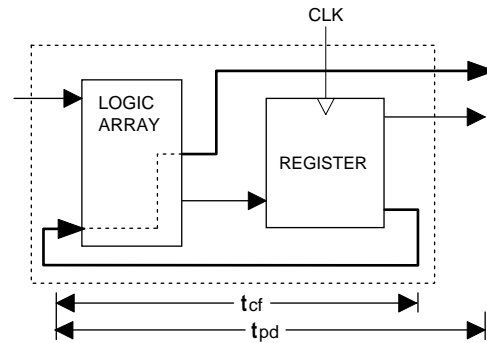 CLK
LOGIC
ARRAY
REGISTER
tcf
tpd